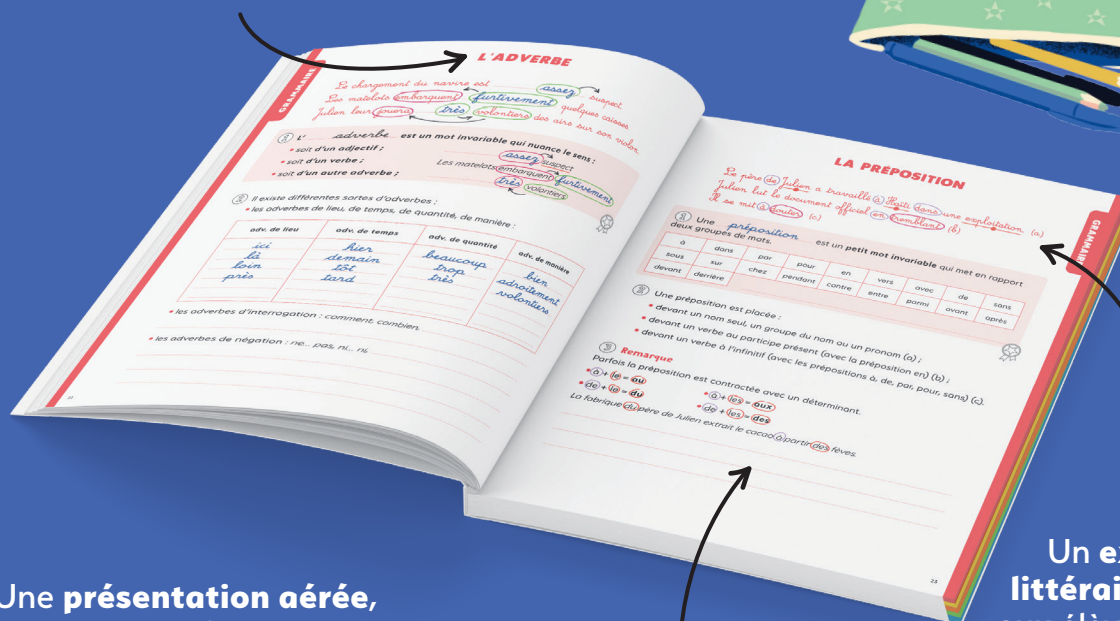 GRAMMAIRE
L'ADVERBE
Le chargement du navire est assez suspect
Les matelots embarquent furtivement quelques caisses
Julien leur jouera très volontiers des airs sur son violon
1 L' adverbe est un mot invariable qui nuance le sens :
• soit d'un adjectif ; assez suspect
• soit d'un verbe ; Les matelots embarquent furtivement
• soit d'un autre adverbe ; très volontiers
2 Il existe différentes sortes d'adverbes :
• les adverbes de lieu, de temps, de quantité, de manière :
adv. de lieu adv. de temps adv. de quantité adv. de manière
ici hier beaucoup bien
là demain trop adroitement
loin tôt très volontiers
près tard
• les adverbes d'interrogation : comment, combien.
• les adverbes de négation : ne... pas, ni... ni.
LA PRÉPOSITION
Le père de Julien a travaillé à Haïti dans une exploitation (a)
Julien lut le document officiel en tremblant (b)
Il se mit à douter (c)
GRAMMAIRE
1 Une préposition est un petit mot invariable qui met en rapport
deux groupes de mots.
à dans par pour en vers avec de sans
sous sur chez pendant contre entre parmi avant après
devant derrière
2 Une préposition est placée :
• devant un nom seul, un groupe du nom ou un pronom (a) ;
• devant un verbe au participe présent (avec la préposition en) (b) ;
• devant un verbe à l'infinitif (avec les prépositions à, de, par, pour, sans) (c).
3 Remarque
Parfois la préposition est contractée avec un déterminant.
• à + le = au • à + les = aux
• de + le = du • de + les = des
La fabrique du père de Julien extrait le cacao à partir des fèves.
23
Une présentation aérée,
Un ex
littérai